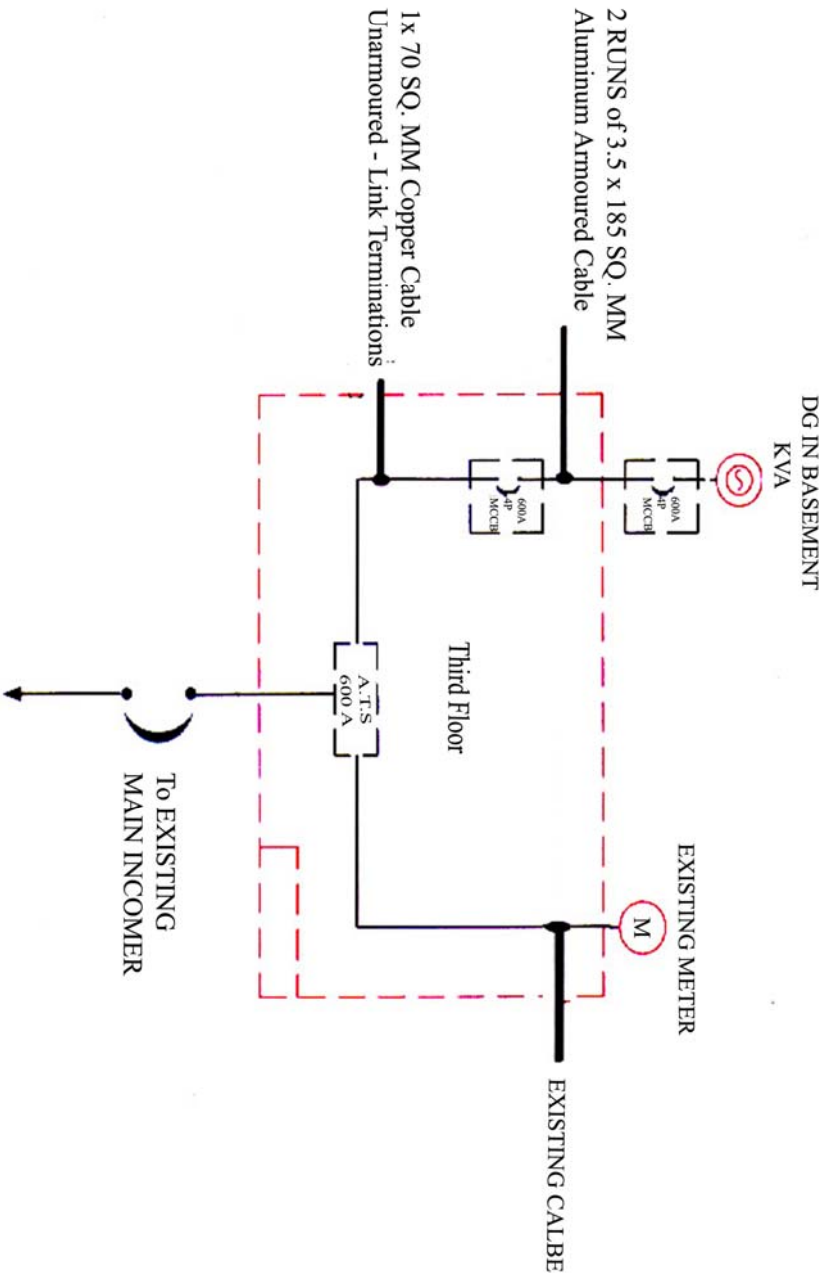 DG IN BASEMENT
KVA
600A
4P
MCCB
2 RUNS of 3.5 x 185 SQ. MM
Aluminum Armoured Cable
600A
4P
MCCB
1x 70 SQ. MM Copper Cable
Unarmoured - Link Terminations
Third Floor
A.T.S
600 A
EXISTING METER
M
EXISTING CALBE
To EXISTING
MAIN INCOMER